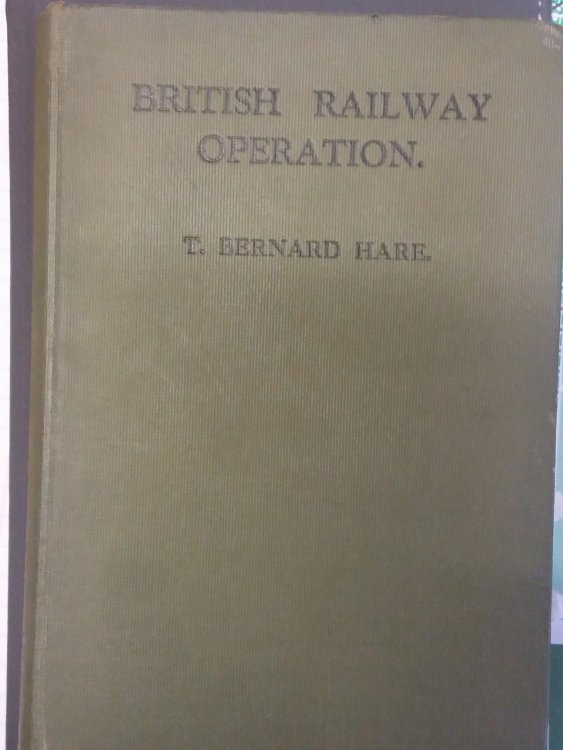 BRITISH RAILWAY
OPERATION.
T. BERNARD HARE.